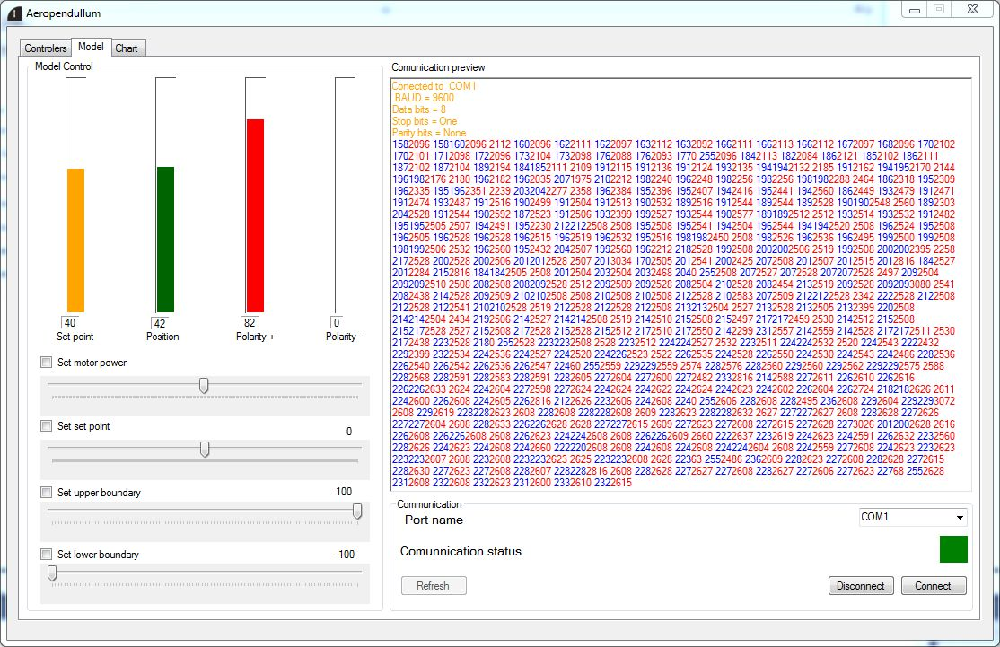 Aeropendullum
Controlers Model Chart
Model Control
40 42 82 0
Set point Position Polarity + Polarity -
Set motor power
Set set point 0
Set upper boundary 100
Set lower boundary -100
Comunication preview
Conected to COM1
BAUD = 9600
Data bits = 8
Stop bits = One
Parity bits = None
1582096 1581602096 2112 1602096 1622111 1622097 1632112 1632092 1662111 1662113 1662112 1672097 1682096 1702102
1702101 1712098 1722096 1732104 1732098 1762088 1762093 1770 2552096 1842113 1822084 1862121 1852102 1862111
1872102 1872104 1892194 1841852111 2109 1912115 1912136 1912124 1932135 1941942132 2185 1912162 1941952170 2144
1961982176 2180 1962182 1962035 2071975 2102212 1982240 1962248 1982256 1982256 1981982288 2464 1862318 1952309
1962335 1951962351 2239 2032042277 2358 1962384 1952396 1952407 1942416 1952441 1942560 1862449 1932479 1912471
1912474 1932487 1912516 1902499 1912504 1912513 1902532 1892516 1912544 1892544 1892528 1901902548 2560 1892303
2042528 1912544 1902592 1872523 1912506 1932399 1992527 1932544 1902577 1891892512 2512 1932514 1932532 1912482
1951952505 2507 1942491 1952230 2122122508 2508 1952508 1952541 1942504 1962544 1941942520 2508 1962524 1952508
1962505 1962528 1962528 1962515 1962519 1962532 1952516 1981982450 2508 1982526 1962536 1962495 1992500 1992508
1981992506 2532 1962560 1952432 2042507 1992560 1962212 2182528 1992508 2002002506 2519 1992508 2002002395 2258
2172528 2002528 2002506 2012012528 2507 2013034 1702505 2012541 2002425 2072508 2012507 2012515 2012816 1842527
2012284 2152816 1841842505 2508 2012504 2032504 2032468 2040 2552508 2072527 2072528 2072072528 2497 2092504
2092092510 2508 2082508 2082092528 2512 2092509 2092528 2082504 2102528 2082454 2132519 2092528 2092093080 2541
2082438 2142528 2092509 2102102508 2508 2102508 2102508 2122528 2102583 2072509 2122122528 2342 2222528 2122508
2122528 2122541 2102102528 2519 2122528 2122528 2122508 2132132504 2527 2132528 2132505 2132399 2202508
2142142504 2434 2192506 2142527 2142142508 2519 2142510 2152508 2152497 2172172459 2530 2142512 2152508
2152172528 2527 2152508 2172528 2152528 2152512 2172510 2172550 2142299 2312557 2142559 2142528 2172172511 2530
2172438 2232528 2180 2552528 2232232508 2528 2232512 2242242527 2532 2232511 2242242532 2520 2242543 2222432
2292399 2322534 2242536 2242527 2242520 2242262523 2522 2262535 2242528 2262550 2242530 2242543 2242486 2282536
2262540 2262542 2262536 2262547 22460 2552559 2292292559 2574 2282576 2282560 2292560 2292562 2292292575 2588
2282568 2282591 2282583 2282591 2282605 2272604 2272600 2272482 2332816 2142588 2272611 2262610 2262616
2262262633 2624 2242604 2272598 2272624 2242624 2242622 2242624 2242623 2242602 2262604 2262724 2182182626 2611
2242600 2262608 2242605 2262816 2122626 2232606 2242608 2240 2552606 2282608 2282495 2362608 2292604 2292293072
2608 2292619 2282282623 2608 2282608 2282282608 2609 2282623 2282282632 2627 2272272627 2608 2282628 2272626
2272272604 2608 2282633 2262262628 2628 2272272615 2609 2272623 2272608 2272615 2272628 2273026 2012002628 2616
2262608 2262262608 2608 2262623 2242242608 2608 2262262609 2660 2222637 2232619 2242623 2242591 2262632 2232560
2282626 2242623 2242608 2242660 2222202608 2608 2242608 2242608 2242242604 2608 2242559 2272608 2242623 2232623
2232232607 2608 2232608 2232232623 2623 2625 2232232608 2628 22363 2552486 2362609 2282623 2272608 2282628 2272615
2282630 2272623 2272608 2282607 2282282816 2608 2282628 2272627 2272608 2282627 2272606 2272623 22768 2552628
2312608 2322608 2322623 2312600 2332610 2322615
Communication
Port name COM1
Comunnication status
Refresh Disconnect Connect